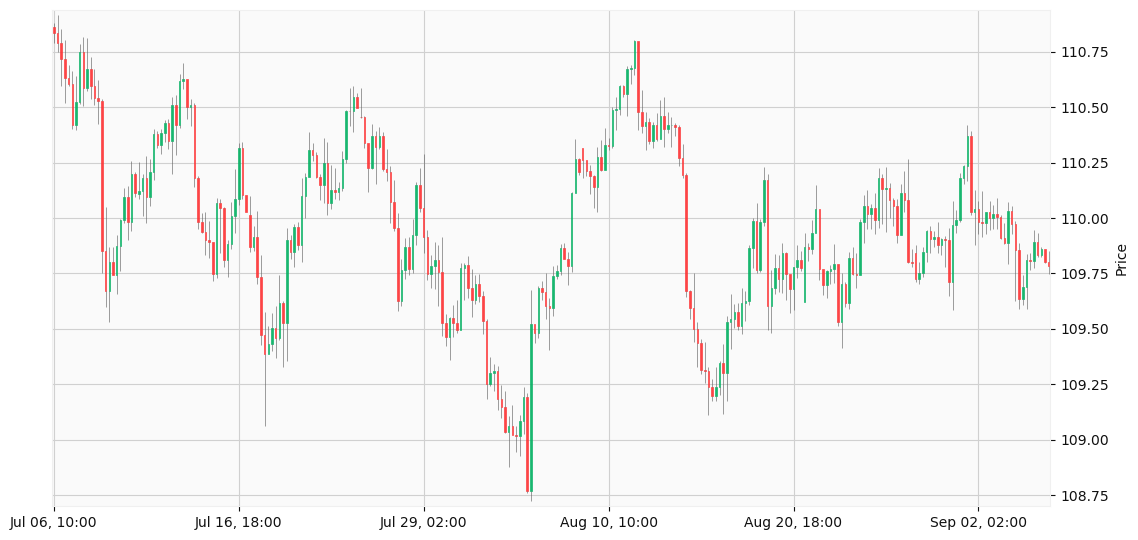 110.75
110.50
110.25
110.00
109.75
109.50
109.25
109.00
108.75
Price
Jul 06, 10:00
Jul 16, 18:00
Jul 29, 02:00
Aug 10, 10:00
Aug 20, 18:00
Sep 02, 02:00